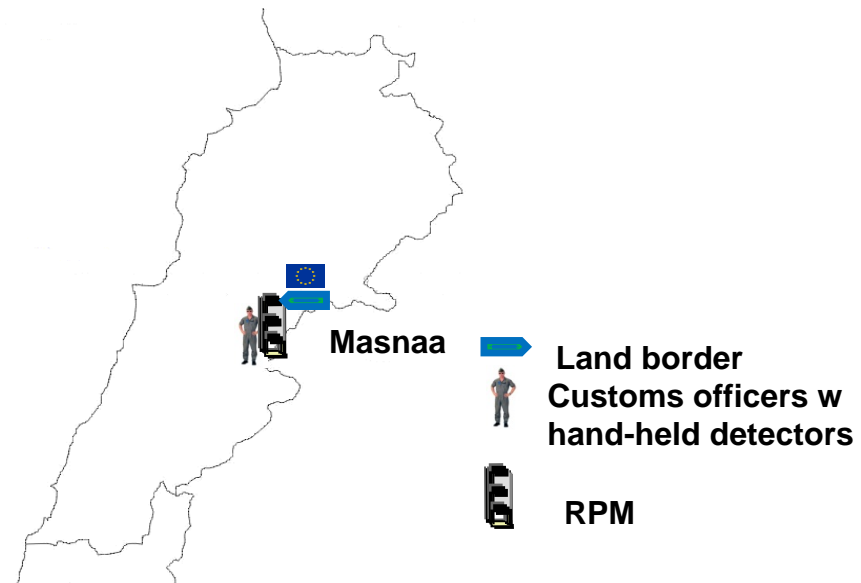 Masnaa
Land border
Customs officers w
hand-held detectors
RPM